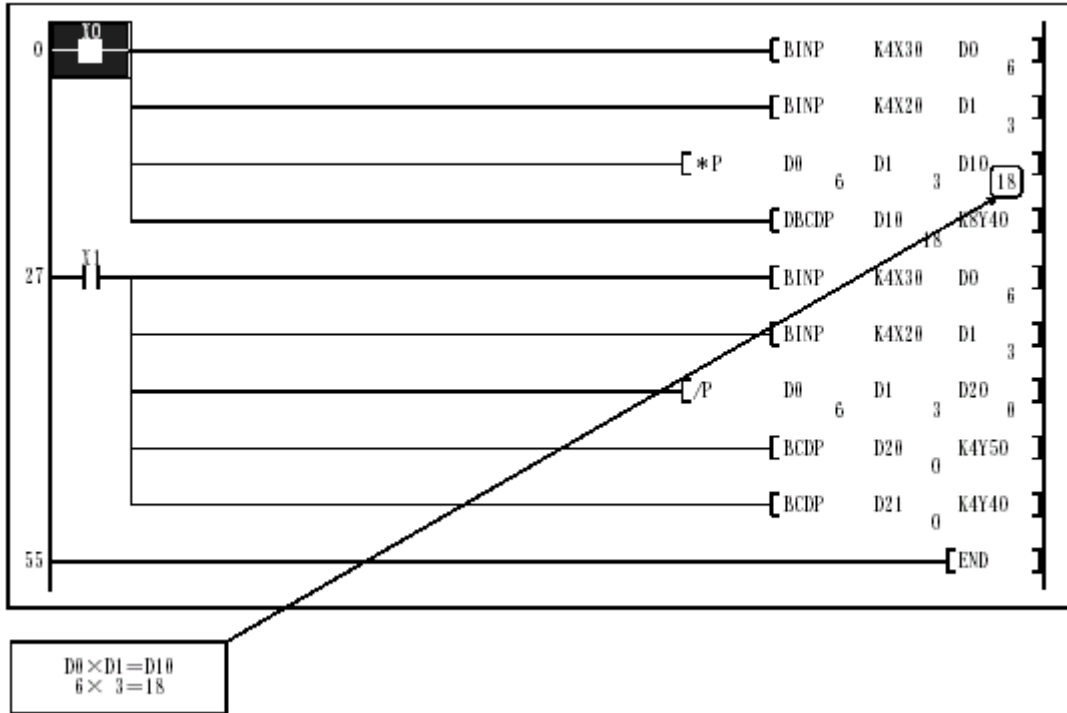 X0
0 [ BINP K4X30 D0 ]
6
[ BINP K4X20 D1 ]
3
[ *P D0 D1 D10 ]
6 3 18
[ DBCDP D10 K8Y40 ]
18
X1
27 [ BINP K4X30 D0 ]
6
[ BINP K4X20 D1 ]
3
[ /P D0 D1 D20 ]
6 3 0
[ BCDP D20 K4Y50 ]
0
[ BCDP D21 K4Y40 ]
0
55 [ END ]
D0×D1=D10
6× 3=18